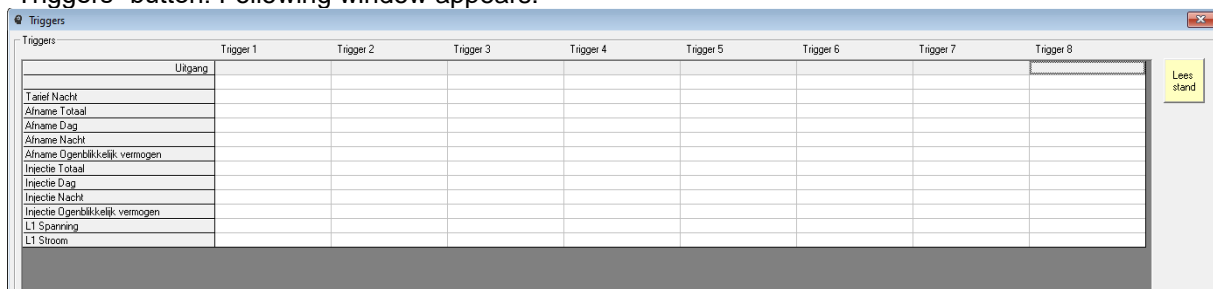 "Triggers" button. Following window appears:
Triggers
Triggers
Trigger 1 Trigger 2 Trigger 3 Trigger 4 Trigger 5 Trigger 6 Trigger 7 Trigger 8
Uitgang
Lees
stand
Tarief Nacht
Afname Totaal
Afname Dag
Afname Nacht
Afname Ogenblikkelijk vermogen
Injectie Totaal
Injectie Dag
Injectie Nacht
Injectie Ogenblikkelijk vermogen
L1 Spanning
L1 Stroom